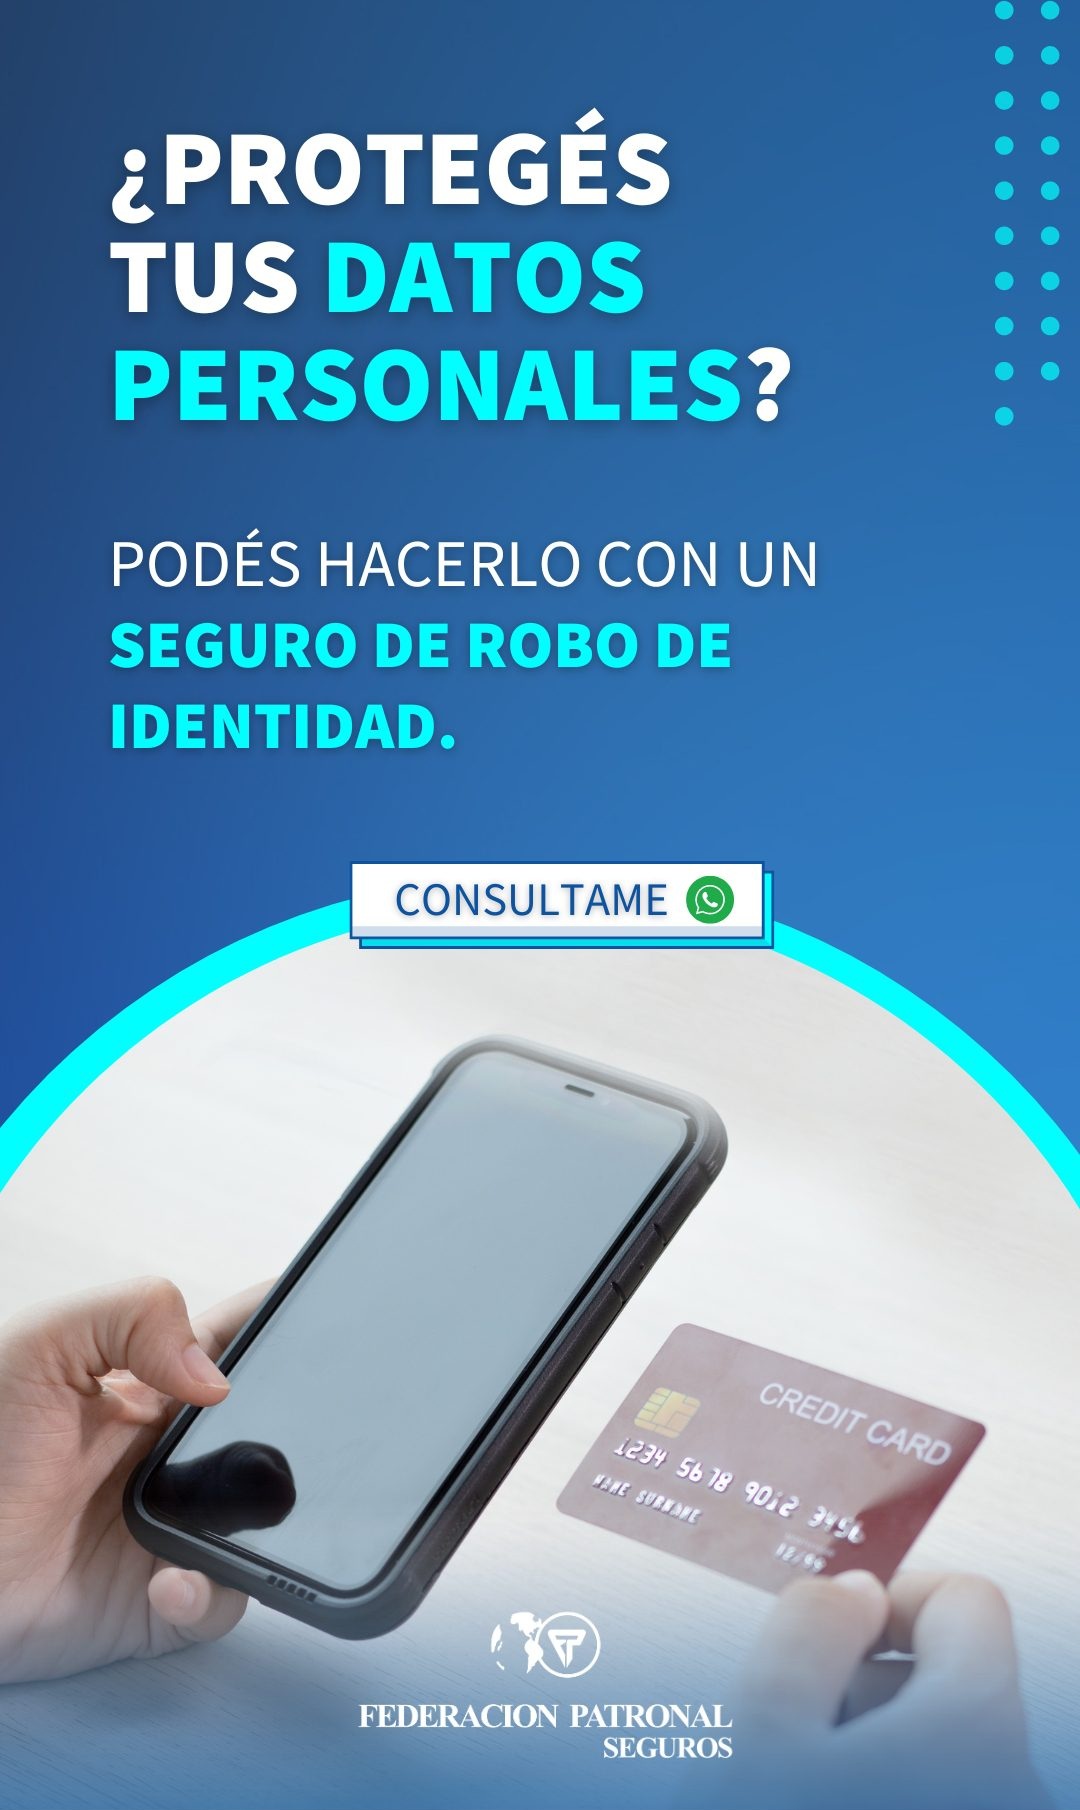 ¿PROTEGÉS
TUS DATOS
PERSONALES?
PODÉS HACERLO CON UN
SEGURO DE ROBO DE
IDENTIDAD.
CONSULTAME
CREDIT CARD
1234 5678 9012 3456
NAME SURNAME
12/99
FEDERACION PATRONAL
SEGUROS